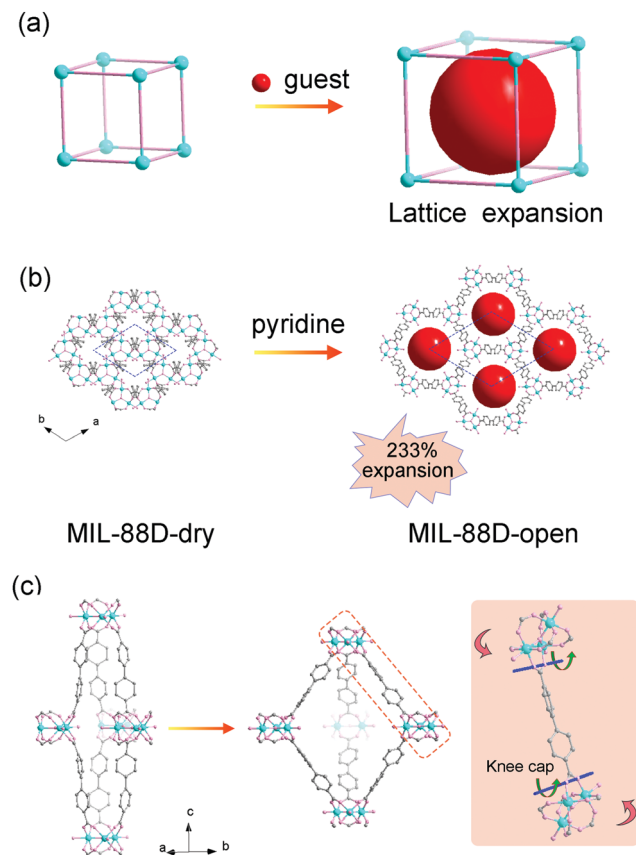 (a)
guest
Lattice expansion
(b)
pyridine
b
a
233%
expansion
MIL-88D-dry
MIL-88D-open
(c)
Knee cap
c
a
b